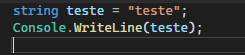 string teste = "teste";
Console.WriteLine(teste);